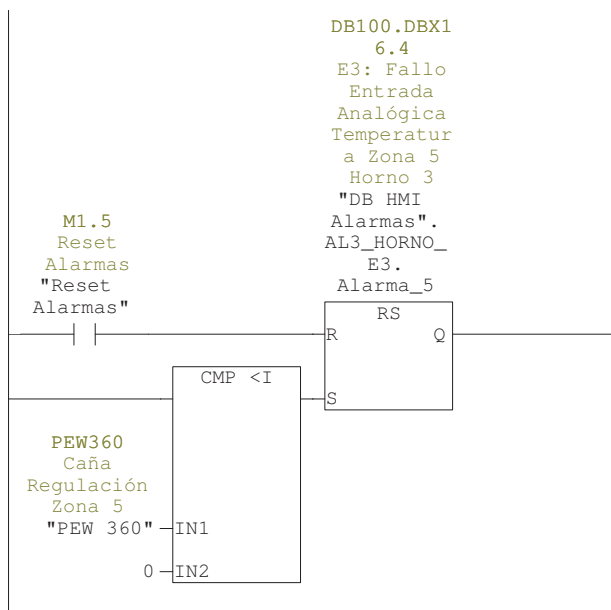 DB100.DBX1
6.4
E3: Fallo
Entrada
Analógica
Temperatur
a Zona 5
Horno 3
"DB HMI
Alarmas".
AL3_HORNO_
E3.
Alarma_5
M1.5
Reset
Alarmas
"Reset
Alarmas"
RS
R
Q
CMP <I
S
PEW360
Caña
Regulación
Zona 5
"PEW 360"
IN1
0
IN2